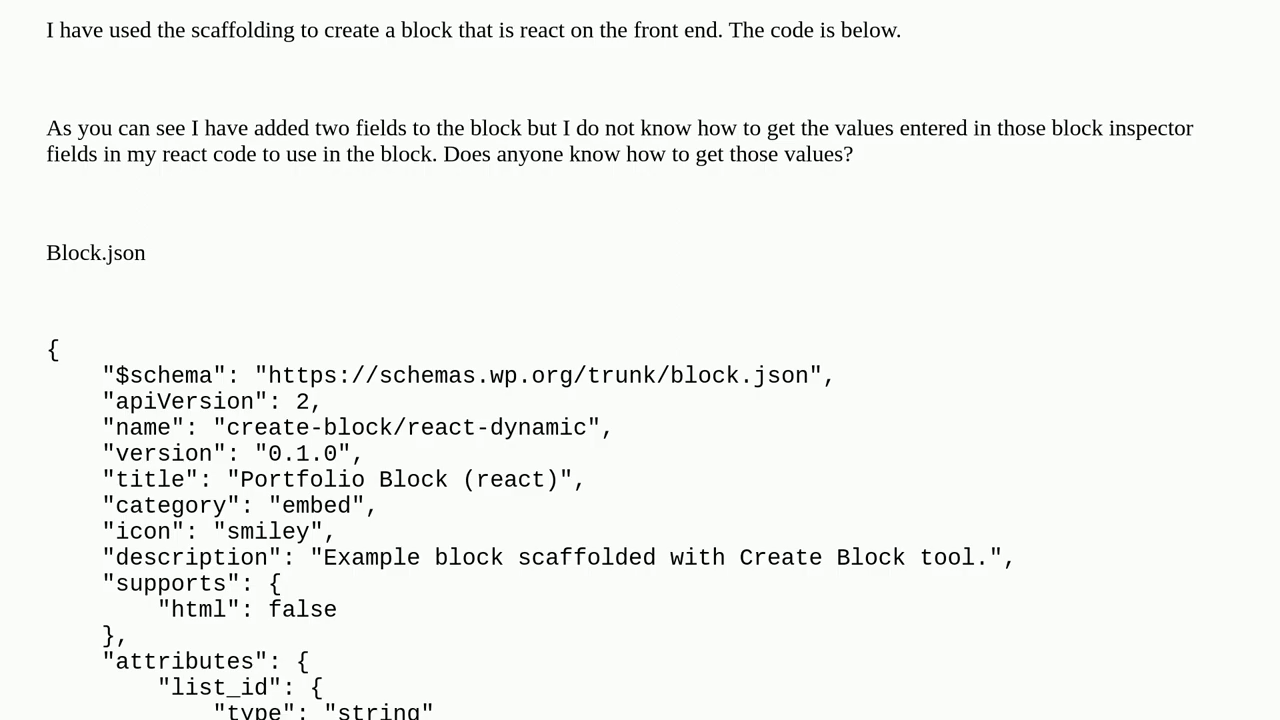 I have used the scaffolding to create a block that is react on the front end. The code is below.
As you can see I have added two fields to the block but I do not know how to get the values entered in those block inspector
fields in my react code to use in the block. Does anyone know how to get those values?
Block.json
{
    "$schema": "https://schemas.wp.org/trunk/block.json",
    "apiVersion": 2,
    "name": "create-block/react-dynamic",
    "version": "0.1.0",
    "title": "Portfolio Block (react)",
    "category": "embed",
    "icon": "smiley",
    "description": "Example block scaffolded with Create Block tool.",
    "supports": {
        "html": false
    },
    "attributes": {
        "list_id": {
            "type": "string"